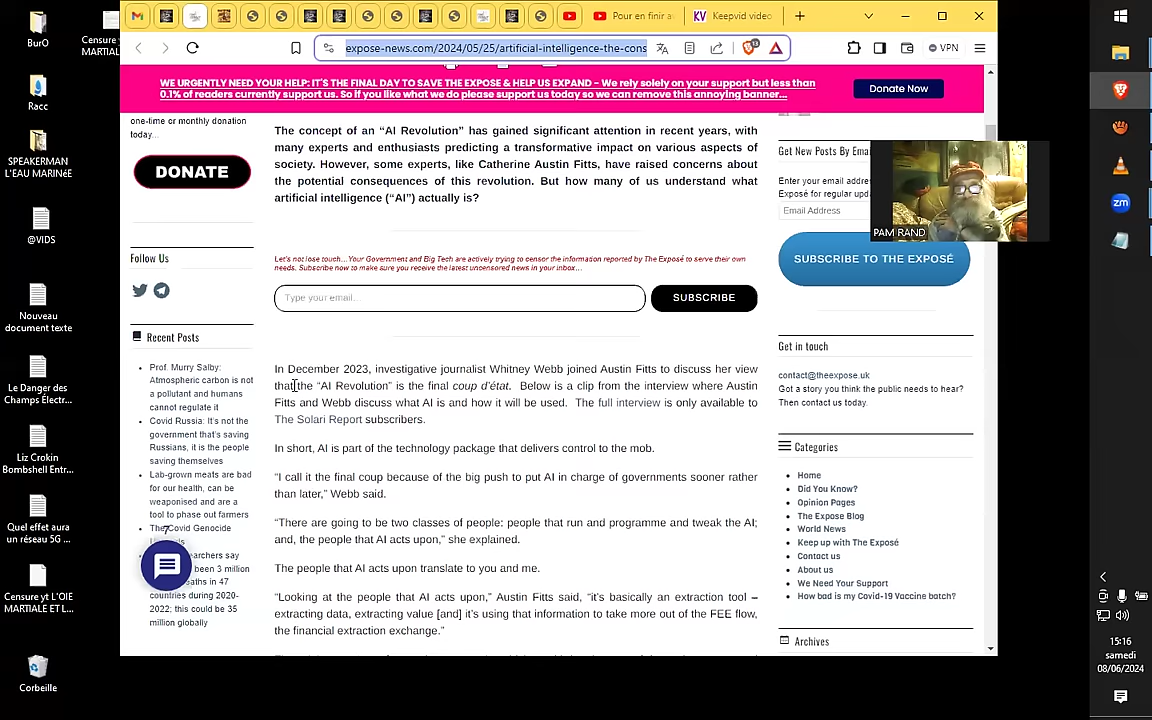 BurO
Censure y
MARTIALE
Racc
SPEAKERMAN
L'EAU MARINéE
@VIDS
Nouveau
document texte
Le Danger des
Champs Électr...
Liz Crokin
Bombshell Entr...
Quel effet aura
un réseau 5G ...
Censure yt L'OIE
MARTIALE ET L...
Corbeille
Pour en finir a
KV Keepvid video
expose-news.com/2024/05/25/artificial-intelligence-the-cons
VPN
WE URGENTLY NEED YOUR HELP: IT'S THE FINAL DAY TO SAVE THE EXPOSE & HELP US EXPAND - We rely solely on your support but less than
0.1% of readers currently support us. So if you like what we do please support us today so we can remove this annoying banner...
Donate Now
one-time or monthly donation
today...
DONATE
Follow Us
Recent Posts
Prof. Murry Salby:
Atmospheric carbon is not
a pollutant and humans
cannot regulate it
Covid Russia: It's not the
government that's saving
Russians, it is the people
saving themselves
Lab-grown meats are bad
for our health, can be
weaponised and are a
tool to phase out farmers
The Covid Genocide
7
searchers say
been 3 million
deaths in 47
countries during 2020-
2022; this could be 35
million globally
The concept of an “AI Revolution” has gained significant attention in recent years, with
many experts and enthusiasts predicting a transformative impact on various aspects of
society. However, some experts, like Catherine Austin Fitts, have raised concerns about
the potential consequences of this revolution. But how many of us understand what
artificial intelligence (“AI”) actually is?
Let's not lose touch...Your Government and Big Tech are actively trying to censor the information reported by The Exposé to serve their own
needs. Subscribe now to make sure you receive the latest uncensored news in your inbox...
Type your email...
SUBSCRIBE
In December 2023, investigative journalist Whitney Webb joined Austin Fitts to discuss her view
that the “AI Revolution” is the final coup d’état. Below is a clip from the interview where Austin
Fitts and Webb discuss what AI is and how it will be used. The full interview is only available to
The Solari Report subscribers.
In short, AI is part of the technology package that delivers control to the mob.
“I call it the final coup because of the big push to put AI in charge of governments sooner rather
than later,” Webb said.
“There are going to be two classes of people: people that run and programme and tweak the AI;
and, the people that AI acts upon,” she explained.
The people that AI acts upon translate to you and me.
“Looking at the people that AI acts upon,” Austin Fitts said, “it’s basically an extraction tool –
extracting data, extracting value [and] it’s using that information to take more out of the FEE flow,
the financial extraction exchange.”
Get New Posts By Emai
Enter your email addre
Exposé for regular upd
Email Address
PAM RAND
SUBSCRIBE TO THE EXPOSÉ
Get in touch
contact@theexpose.uk
Got a story you think the public needs to hear?
Then contact us today.
Categories
Home
Did You Know?
Opinion Pages
The Expose Blog
World News
Keep up with The Exposé
Contact us
About us
We Need Your Support
How bad is my Covid-19 Vaccine batch?
Archives
zm
15:16
samedi
08/06/2024